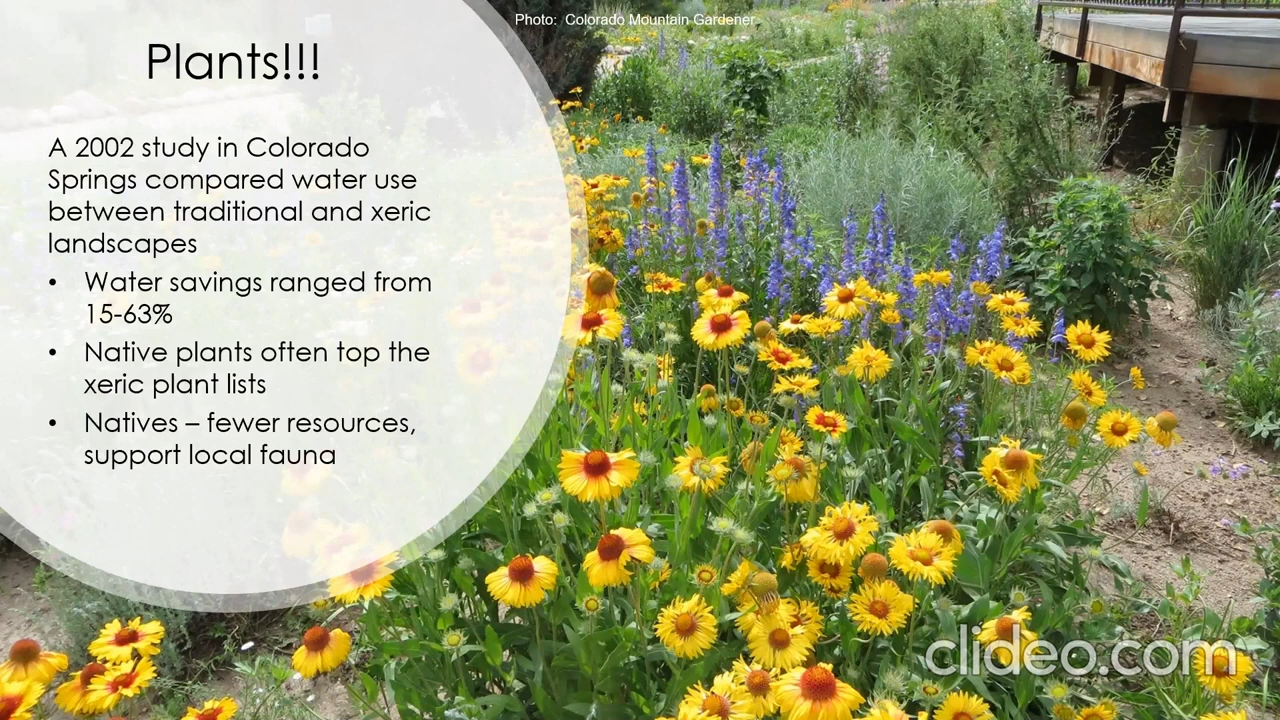 Photo: Colorado Mountain Gardener
Plants!!!
A 2002 study in Colorado
Springs compared water use
between traditional and xeric
landscapes
• Water savings ranged from
15-63%
• Native plants often top the
xeric plant lists
• Natives – fewer resources,
support local fauna
clideo.com